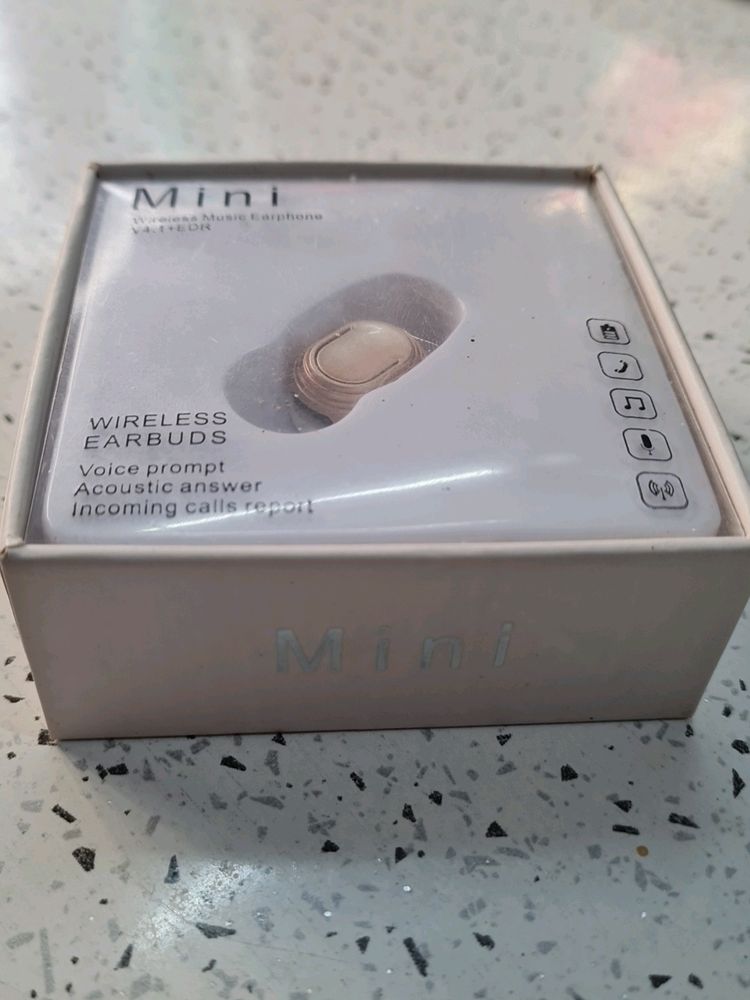 Mini
Wireless Music Earphone
V4.1+EDR
WIRELESS
EARBUDS
Voice prompt
Acoustic answer
Incoming calls report
Mini